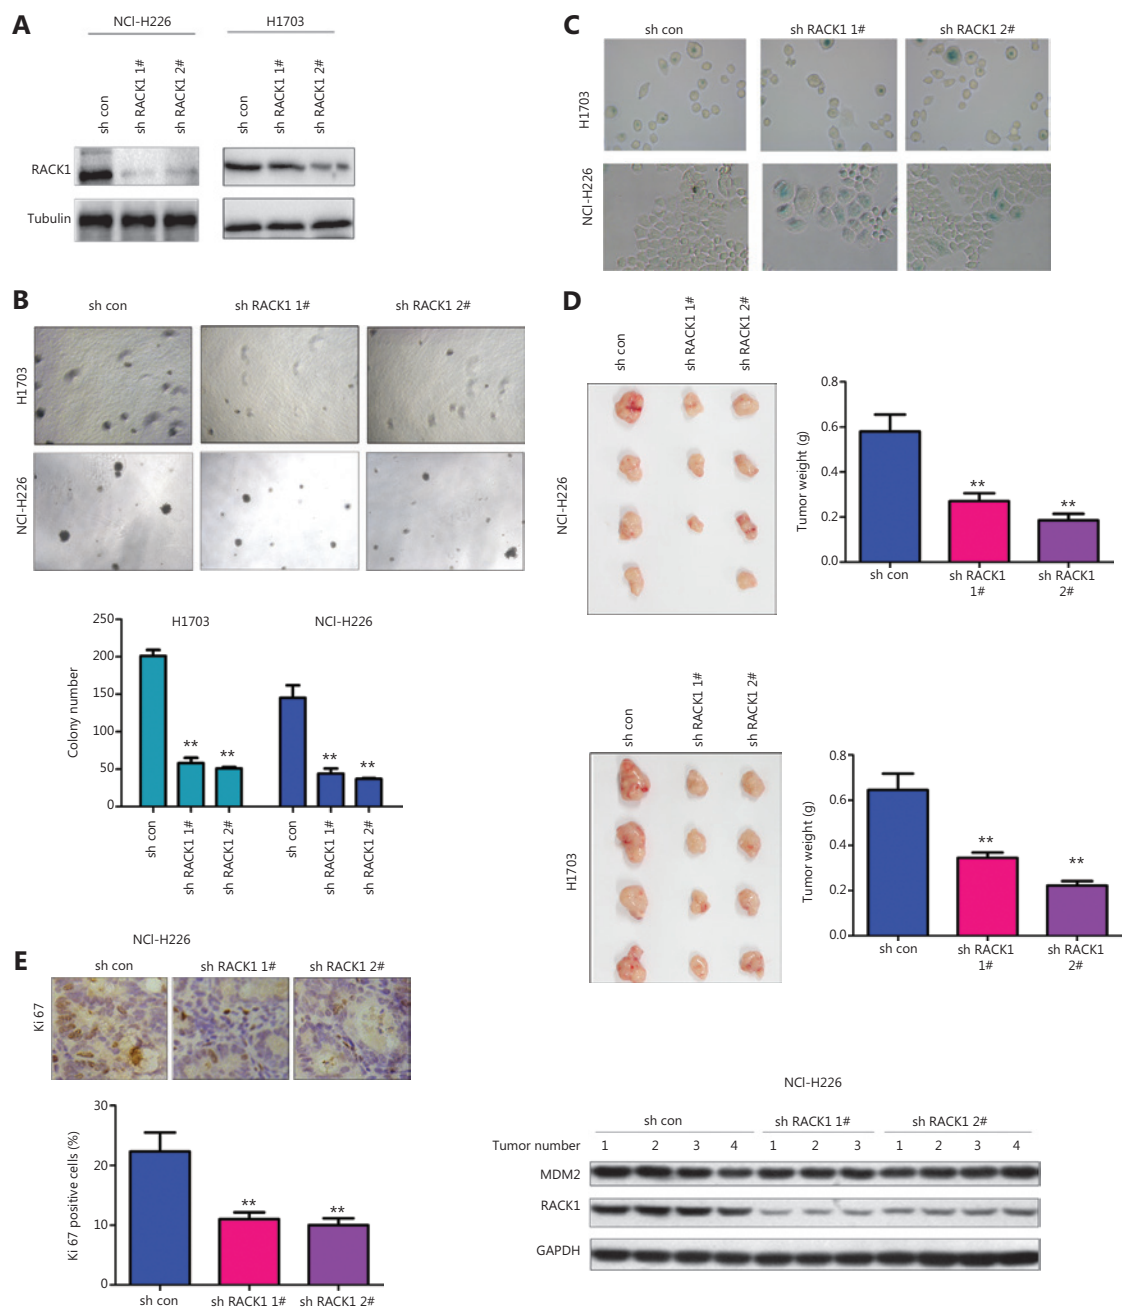 A
NCI-H226
H1703
sh con
sh RACK1 1#
sh RACK1 2#
sh con
sh RACK1 1#
sh RACK1 2#
RACK1
Tubulin
B
sh con
sh RACK1 1#
sh RACK1 2#
H1703
NCI-H226
250
200
150
100
50
0
Colony number
H1703
NCI-H226
**
**
**
**
sh con
sh RACK1 1#
sh RACK1 2#
sh con
sh RACK1 1#
sh RACK1 2#
C
sh con
sh RACK1 1#
sh RACK1 2#
H1703
NCI-H226
D
sh con
sh RACK1 1#
sh RACK1 2#
NCI-H226
0.8
0.6
0.4
0.2
0.0
Tumor weight (g)
**
**
sh con
sh RACK1
1#
sh RACK1
2#
sh con
sh RACK1 1#
sh RACK1 2#
H1703
0.8
0.6
0.4
0.2
0.0
Tumor weight (g)
**
**
sh con
sh RACK1
1#
sh RACK1
2#
E
NCI-H226
sh con
sh RACK1 1#
sh RACK1 2#
Ki 67
30
20
10
0
Ki 67 positive cells (%)
**
**
sh con
sh RACK1 1#
sh RACK1 2#
NCI-H226
sh con
sh RACK1 1#
sh RACK1 2#
Tumor number 1 2 3 4 1 2 3 1 2 3 4
MDM2
RACK1
GAPDH